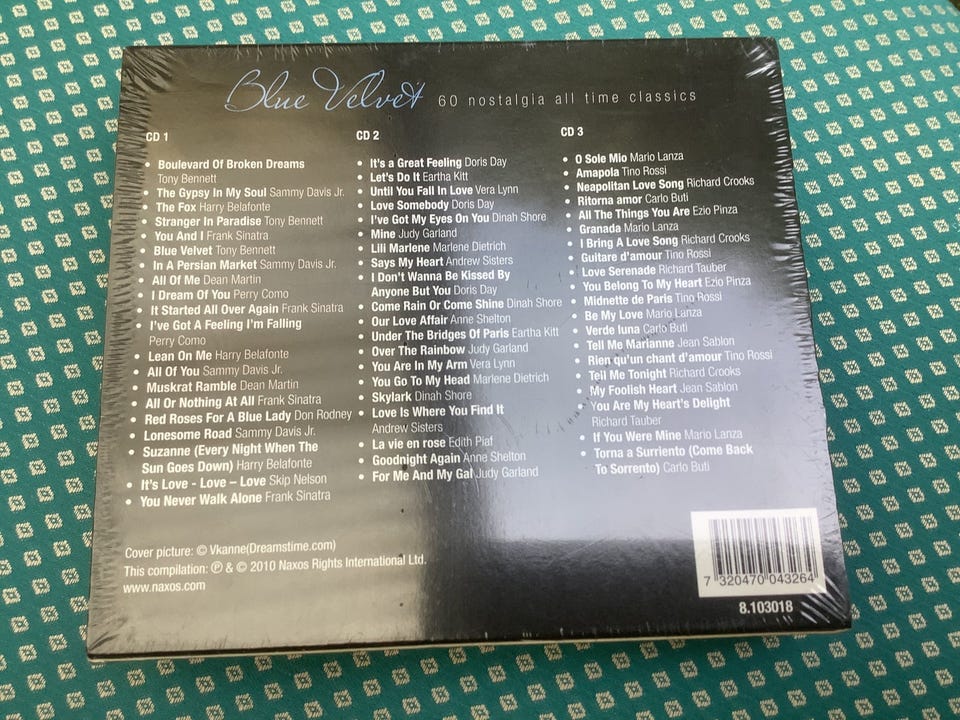 Blue Velvet 60 nostalgia all time classics
CD 1
• Boulevard Of Broken Dreams
Tony Bennett
• The Gypsy In My Soul Sammy Davis Jr.
• The Fox Harry Belafonte
• Stranger In Paradise Tony Bennett
• You And I Frank Sinatra
• Blue Velvet Tony Bennett
• In A Persian Market Sammy Davis Jr.
• All Of Me Dean Martin
• I Dream Of You Perry Como
• It Started All Over Again Frank Sinatra
• I've Got A Feeling I'm Falling
Perry Como
• Lean On Me Harry Belafonte
• All Of You Sammy Davis Jr.
• Muskrat Ramble Dean Martin
• All Or Nothing At All Frank Sinatra
• Red Roses For A Blue Lady Don Rodney
• Lonesome Road Sammy Davis Jr.
• Suzanne (Every Night When The
Sun Goes Down) Harry Belafonte
• It's Love - Love – Love Skip Nelson
• You Never Walk Alone Frank Sinatra
CD 2
• It's a Great Feeling Doris Day
• Let's Do It Eartha Kitt
• Until You Fall In Love Vera Lynn
• Love Somebody Doris Day
• I've Got My Eyes On You Dinah Shore
• Mine Judy Garland
• Lili Marlene Marlene Dietrich
• Says My Heart Andrew Sisters
• I Don't Wanna Be Kissed By
Anyone But You Doris Day
• Come Rain Or Come Shine Dinah Shore
• Our Love Affair Anne Shelton
• Under The Bridges Of Paris Eartha Kitt
• Over The Rainbow Judy Garland
• You Are In My Arm Vera Lynn
• You Go To My Head Marlene Dietrich
• Skylark Dinah Shore
• Love Is Where You Find It
Andrew Sisters
• La vie en rose Edith Piaf
• Goodnight Again Anne Shelton
• For Me And My Gal Judy Garland
CD 3
• O Sole Mio Mario Lanza
• Amapola Tino Rossi
• Neapolitan Love Song Richard Crooks
• Ritorna amor Carlo Buti
• All The Things You Are Ezio Pinza
• Granada Mario Lanza
• I Bring A Love Song Richard Crooks
• Guitare d'amour Tino Rossi
• Love Serenade Richard Tauber
• You Belong To My Heart Ezio Pinza
• Midnette de Paris Tino Rossi
• Be My Love Mario Lanza
• Verde luna Carlo Buti
• Tell Me Marianne Jean Sablon
• Rien qu'un chant d'amour Tino Rossi
• Tell Me Tonight Richard Crooks
• My Foolish Heart Jean Sablon
• You Are My Heart's Delight
Richard Tauber
• If You Were Mine Mario Lanza
• Torna a Surriento (Come Back
To Sorrento) Carlo Buti
Cover picture: © Vkanne(Dreamstime.com)
This compilation: ℗ & © 2010 Naxos Rights International Ltd.
www.naxos.com
7 320470 043264
8.103018